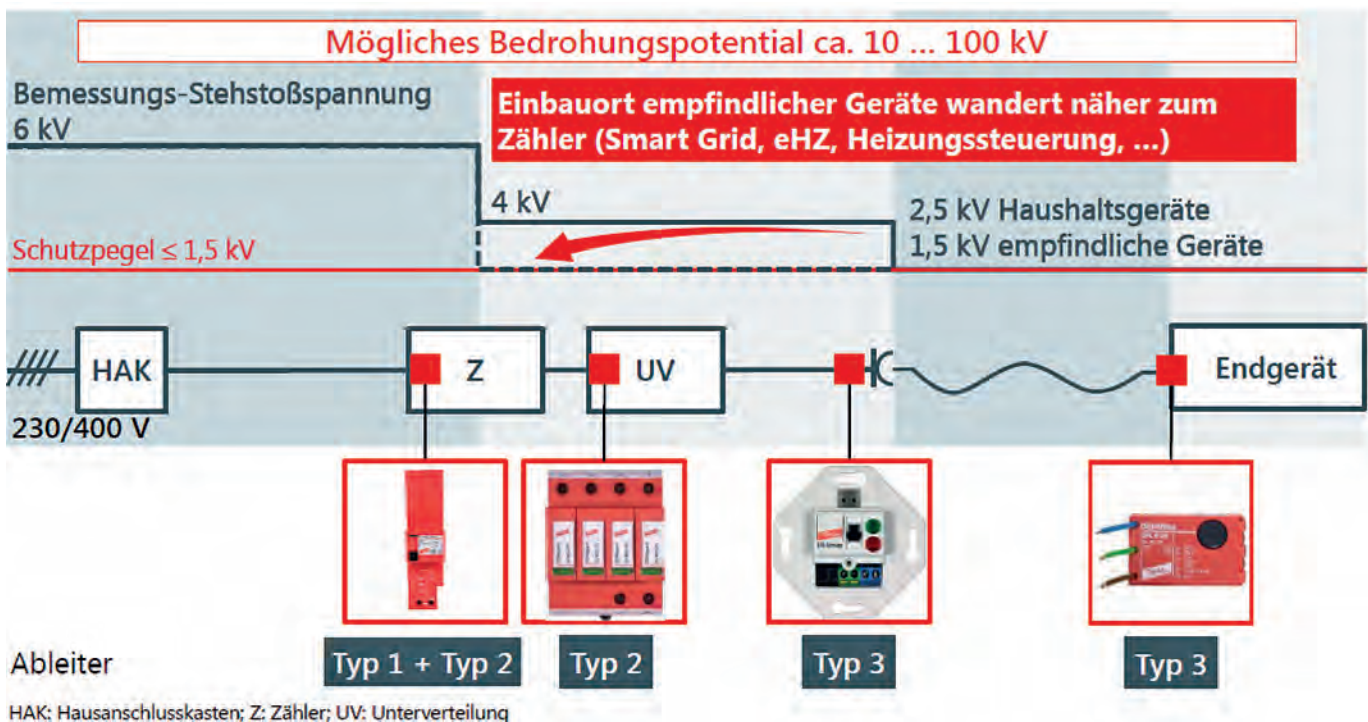 Mögliches Bedrohungspotential ca. 10 ... 100 kV
Bemessungs-Stehstoßspannung
6 kV
Einbauort empfindlicher Geräte wandert näher zum
Zähler (Smart Grid, eHZ, Heizungssteuerung, ...)
4 kV
2,5 kV Haushaltsgeräte
1,5 kV empfindliche Geräte
Schutzpegel ≤ 1,5 kV
HAK
Z
UV
Endgerät
230/400 V
Ableiter
Typ 1 + Typ 2
Typ 2
Typ 3
Typ 3
HAK: Hausanschlusskasten; Z: Zähler; UV: Unterverteilung